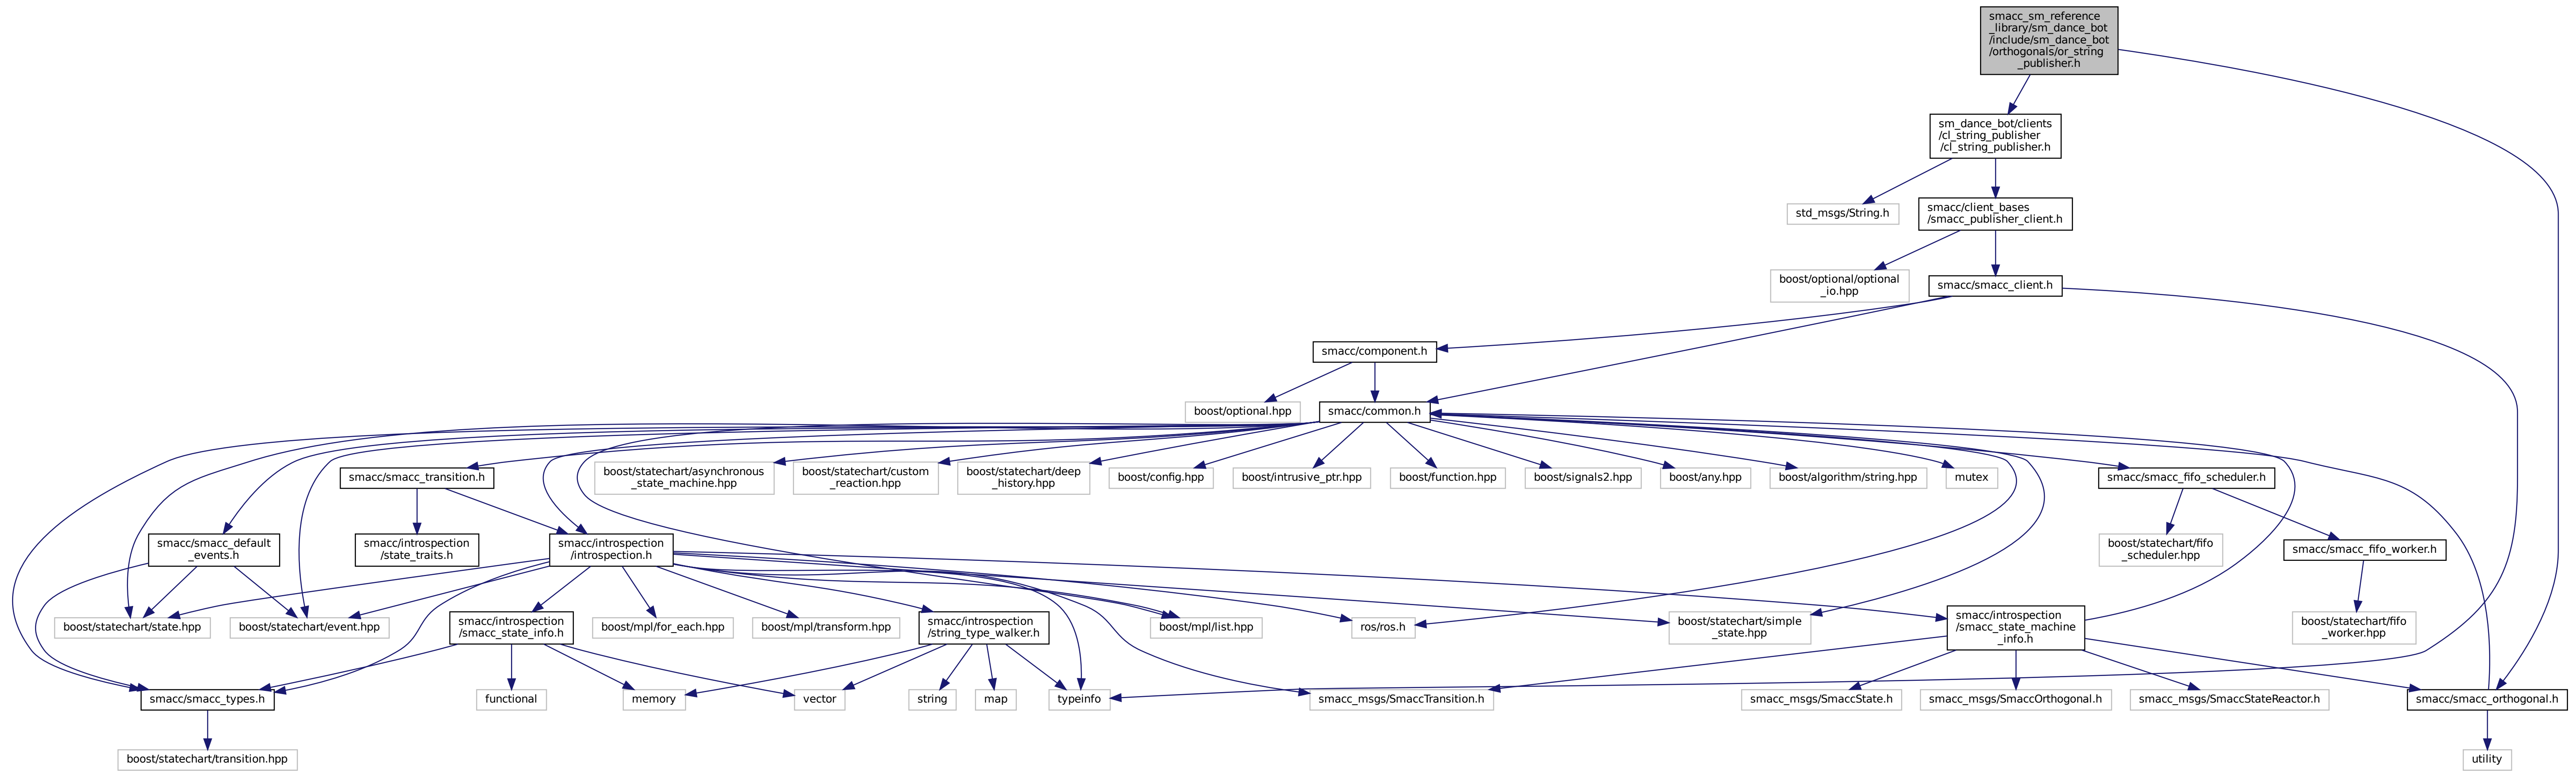 smacc_sm_reference
_library/sm_dance_bot
/include/sm_dance_bot
/orthogonals/or_string
_publisher.h
sm_dance_bot/clients
/cl_string_publisher
/cl_string_publisher.h
std_msgs/String.h
smacc/client_bases
/smacc_publisher_client.h
boost/optional/optional
_io.hpp
smacc/smacc_client.h
smacc/component.h
boost/optional.hpp
smacc/common.h
smacc/smacc_transition.h
boost/statechart/asynchronous
_state_machine.hpp
boost/statechart/custom
_reaction.hpp
boost/statechart/deep
_history.hpp
boost/config.hpp
boost/intrusive_ptr.hpp
boost/function.hpp
boost/signals2.hpp
boost/any.hpp
boost/algorithm/string.hpp
mutex
smacc/smacc_fifo_scheduler.h
smacc/smacc_default
_events.h
smacc/introspection
/state_traits.h
smacc/introspection
/introspection.h
boost/statechart/fifo
_scheduler.hpp
smacc/smacc_fifo_worker.h
boost/statechart/state.hpp
boost/statechart/event.hpp
smacc/introspection
/smacc_state_info.h
boost/mpl/for_each.hpp
boost/mpl/transform.hpp
smacc/introspection
/string_type_walker.h
boost/mpl/list.hpp
ros/ros.h
boost/statechart/simple
_state.hpp
smacc/introspection
/smacc_state_machine
_info.h
boost/statechart/fifo
_worker.hpp
smacc/smacc_types.h
functional
memory
vector
string
map
typeinfo
smacc_msgs/SmaccTransition.h
smacc_msgs/SmaccState.h
smacc_msgs/SmaccOrthogonal.h
smacc_msgs/SmaccStateReactor.h
smacc/smacc_orthogonal.h
boost/statechart/transition.hpp
utility